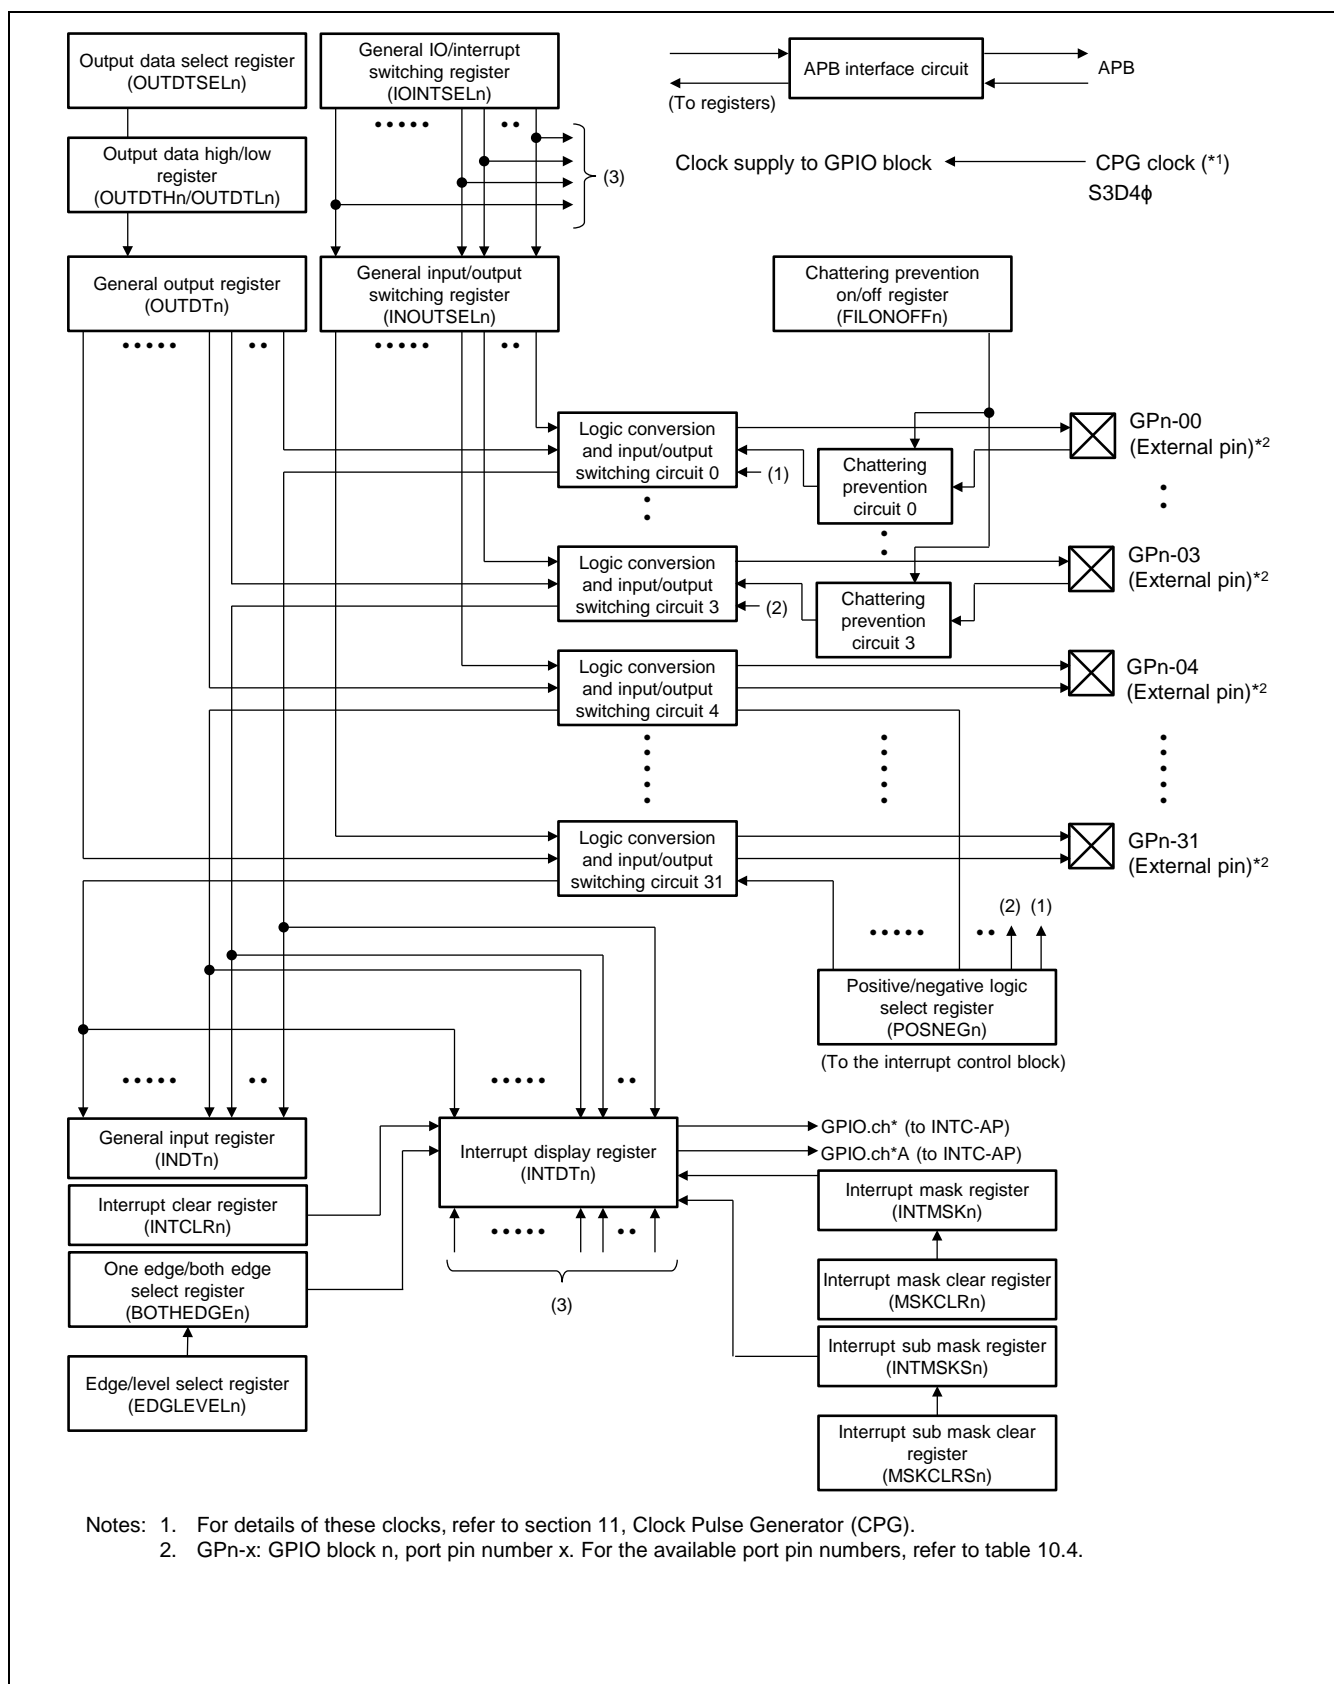 Output data select register
(OUTDTSELn)
General IO/interrupt
switching register
(IOINTSELn)
APB interface circuit
APB
(To registers)
Output data high/low
register
(OUTDTHn/OUTDTLn)
(3)
Clock supply to GPIO block
CPG clock (*1)
S3D4ϕ
General output register
(OUTDTn)
General input/output
switching register
(INOUTSELn)
Chattering prevention
on/off register
(FILONOFFn)
Logic conversion
and input/output
switching circuit 0
(1)
Chattering
prevention
circuit 0
GPn-00
(External pin)*2
Logic conversion
and input/output
switching circuit 3
(2)
Chattering
prevention
circuit 3
GPn-03
(External pin)*2
Logic conversion
and input/output
switching circuit 4
GPn-04
(External pin)*2
Logic conversion
and input/output
switching circuit 31
GPn-31
(External pin)*2
(2) (1)
Positive/negative logic
select register
(POSNEGn)
(To the interrupt control block)
General input register
(INDTn)
Interrupt display register
(INTDTn)
GPIO.ch* (to INTC-AP)
GPIO.ch*A (to INTC-AP)
Interrupt clear register
(INTCLRn)
Interrupt mask register
(INTMSKn)
One edge/both edge
select register
(BOTHEDGEn)
(3)
Interrupt mask clear register
(MSKCLRn)
Interrupt sub mask register
(INTMSKSn)
Edge/level select register
(EDGLEVELn)
Interrupt sub mask clear
register
(MSKCLRSn)
Notes: 1. For details of these clocks, refer to section 11, Clock Pulse Generator (CPG).
2. GPn-x: GPIO block n, port pin number x. For the available port pin numbers, refer to table 10.4.